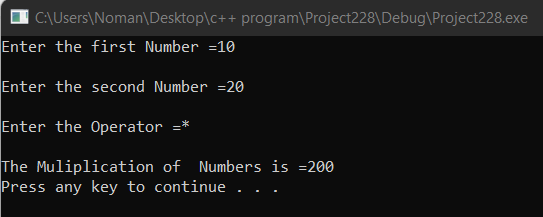 C:\Users\Noman\Desktop\c++ program\Project228\Debug\Project228.exe
Enter the first Number =10
Enter the second Number =20
Enter the Operator =*
The Muliplication of  Numbers is =200
Press any key to continue . . .